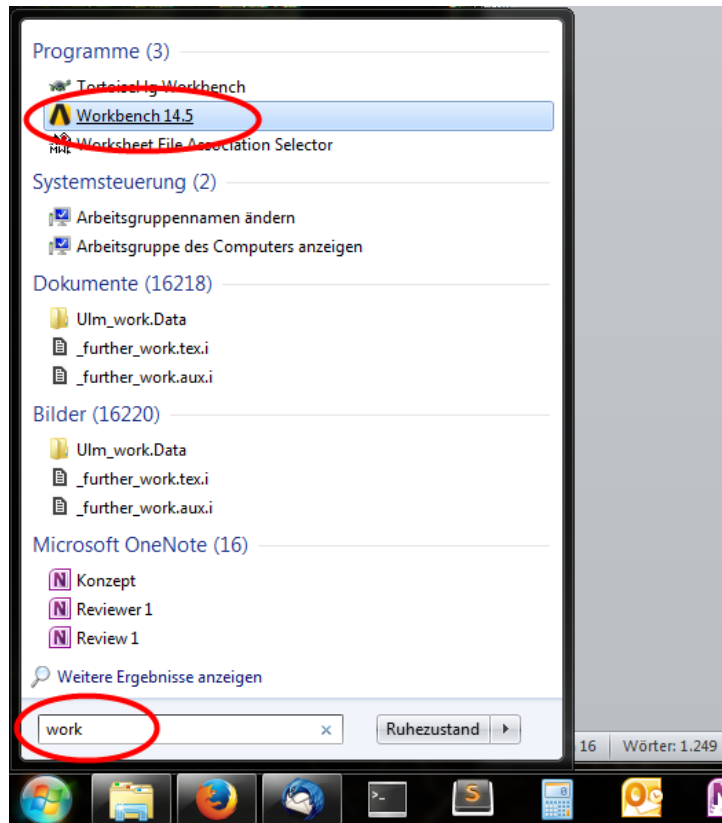 Programme (3)
TortoiseHg Workbench
Workbench 14.5
Worksheet File Association Selector
Systemsteuerung (2)
Arbeitsgruppennamen ändern
Arbeitsgruppe des Computers anzeigen
Dokumente (16218)
Ulm_work.Data
_further_work.tex.i
_further_work.aux.i
Bilder (16220)
Ulm_work.Data
_further_work.tex.i
_further_work.aux.i
Microsoft OneNote (16)
Konzept
Reviewer 1
Review 1
Weitere Ergebnisse anzeigen
work
Ruhezustand
16 Wörter: 1.249